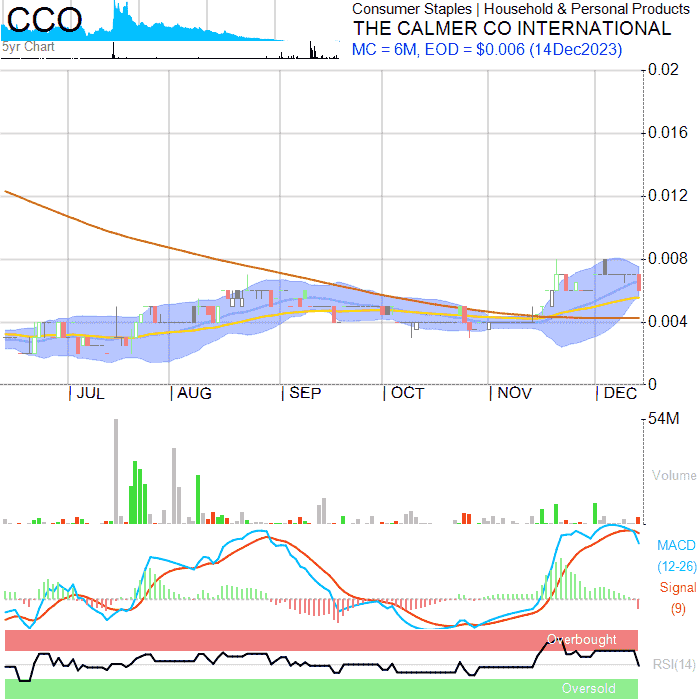 CCO
5yr Chart
Consumer Staples | Household & Personal Products
THE CALMER CO INTERNATIONAL
MC = 6M, EOD = $0.006 (14Dec2023)
0.02
0.016
0.012
0.008
0.004
0
JUL AUG SEP OCT NOV DEC
54M
Volume
MACD
(12-26)
Signal
(9)
Overbought
RSI(14)
Oversold